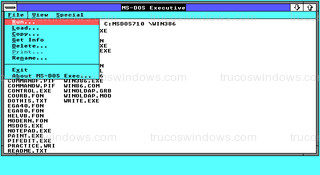 MS-DOS Executive
File View Special
Run...
Load...
Copy...
Get Info
Delete...
Print...
Rename...
Exit
About MS-DOS Exec...
C:MSDOS710 \WIN386
COMMANDP.PIF WIN386.EXE
COMMANDW.PIF WIN86.COM
CONTROL.EXE WINOLDAP.GRB
COURB.FON WINOLDAP.MOD
DOTHIS.TXT WRITE.EXE
EGA40.FON
EGA80.FON
HELVB.FON
MODERN.FON
MSDOS.EXE
NOTEPAD.EXE
PAINT.EXE
PIFEDIT.EXE
PRACTICE.WRI
README.TXT
trucoswindows.com
trucoswindows.com